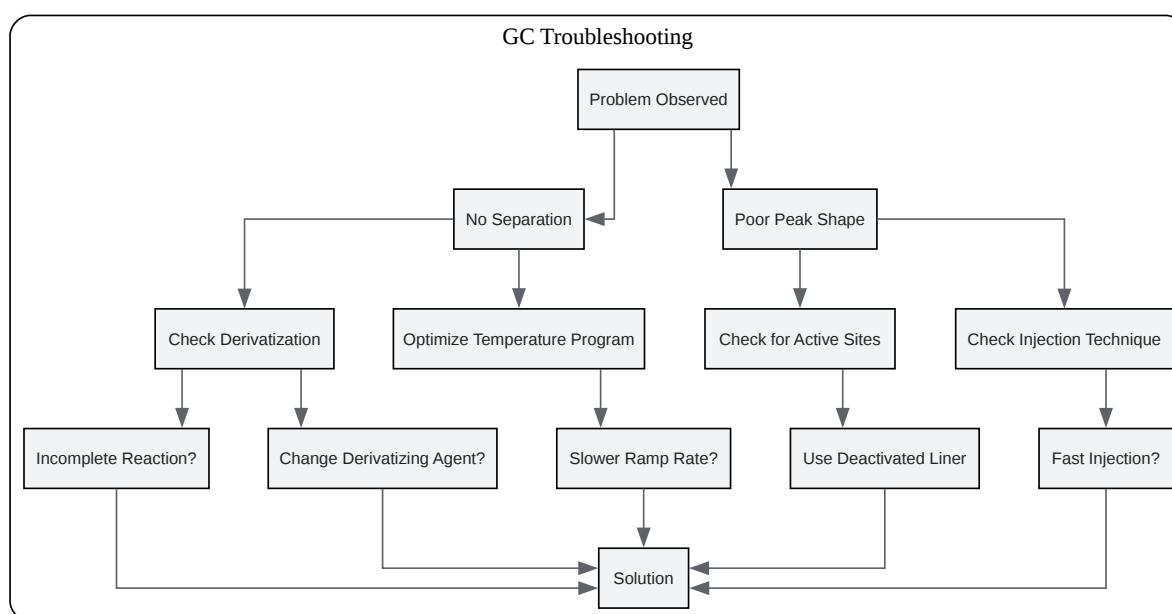 GC Troubleshooting
Problem Observed
No Separation
Poor Peak Shape
Check Derivatization
Optimize Temperature Program
Check for Active Sites
Check Injection Technique
Incomplete Reaction?
Change Derivatizing Agent?
Slower Ramp Rate?
Use Deactivated Liner
Fast Injection?
Solution